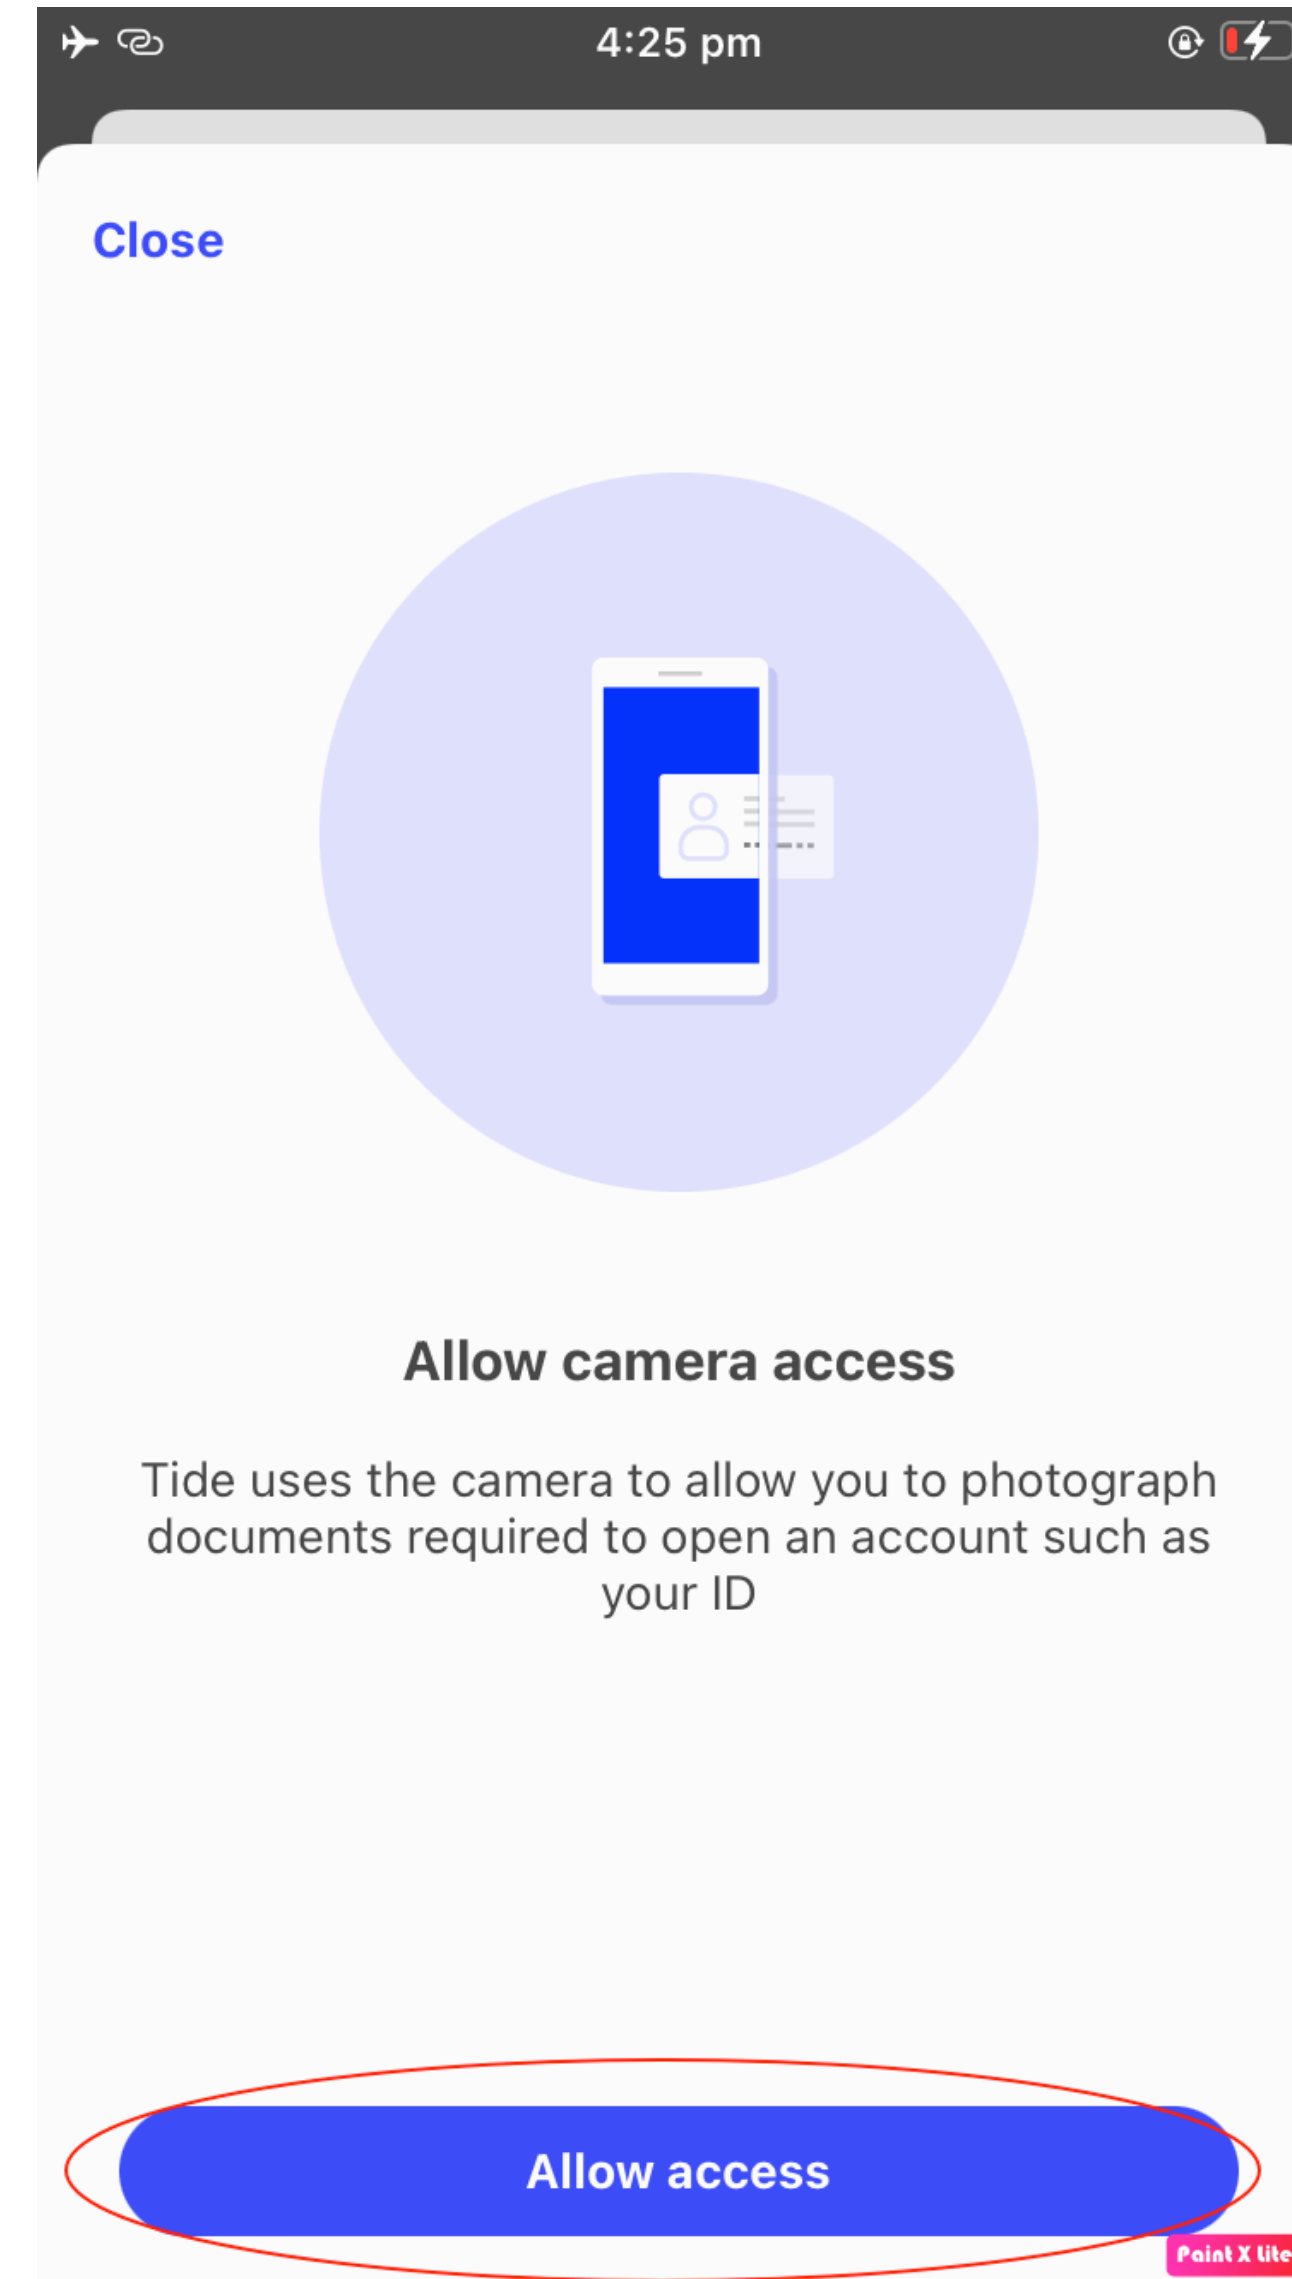 4:25 pm
Close
Allow camera access
Tide uses the camera to allow you to photograph
documents required to open an account such as
your ID
Allow access
Paint X Lite